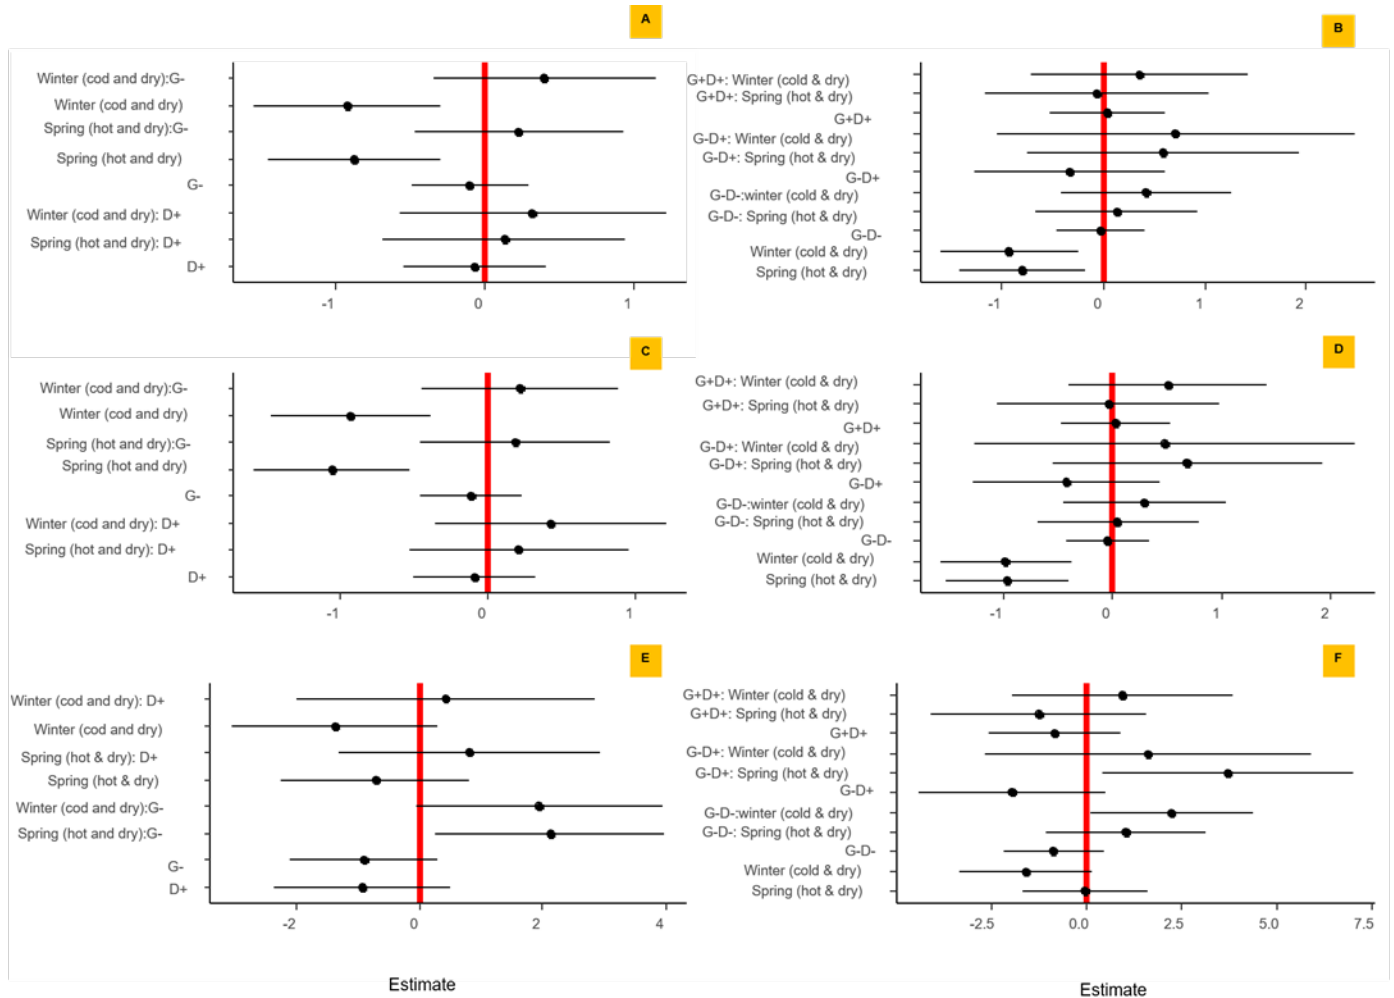 A
Winter (cod and dry):G-
Winter (cod and dry)
Spring (hot and dry):G-
Spring (hot and dry)
G-
Winter (cod and dry): D+
Spring (hot and dry): D+
D+
-1 0 1
B
G+D+: Winter (cold & dry)
G+D+: Spring (hot & dry)
G+D+
G-D+: Winter (cold & dry)
G-D+: Spring (hot & dry)
G-D+
G-D-:winter (cold & dry)
G-D-: Spring (hot & dry)
G-D-
Winter (cold & dry)
Spring (hot & dry)
-1 0 1 2
C
Winter (cod and dry):G-
Winter (cod and dry)
Spring (hot and dry):G-
Spring (hot and dry)
G-
Winter (cod and dry): D+
Spring (hot and dry): D+
D+
-1 0 1
D
G+D+: Winter (cold & dry)
G+D+: Spring (hot & dry)
G+D+
G-D+: Winter (cold & dry)
G-D+: Spring (hot & dry)
G-D+
G-D-:winter (cold & dry)
G-D-: Spring (hot & dry)
G-D-
Winter (cold & dry)
Spring (hot & dry)
-1 0 1 2
E
Winter (cod and dry): D+
Winter (cod and dry)
Spring (hot & dry): D+
Spring (hot & dry)
Winter (cod and dry):G-
Spring (hot and dry):G-
G-
D+
-2 0 2 4
Estimate
F
G+D+: Winter (cold & dry)
G+D+: Spring (hot & dry)
G+D+
G-D+: Winter (cold & dry)
G-D+: Spring (hot & dry)
G-D+
G-D-:winter (cold & dry)
G-D-: Spring (hot & dry)
G-D-
Winter (cold & dry)
Spring (hot & dry)
-2.5 0.0 2.5 5.0 7.5
Estimate